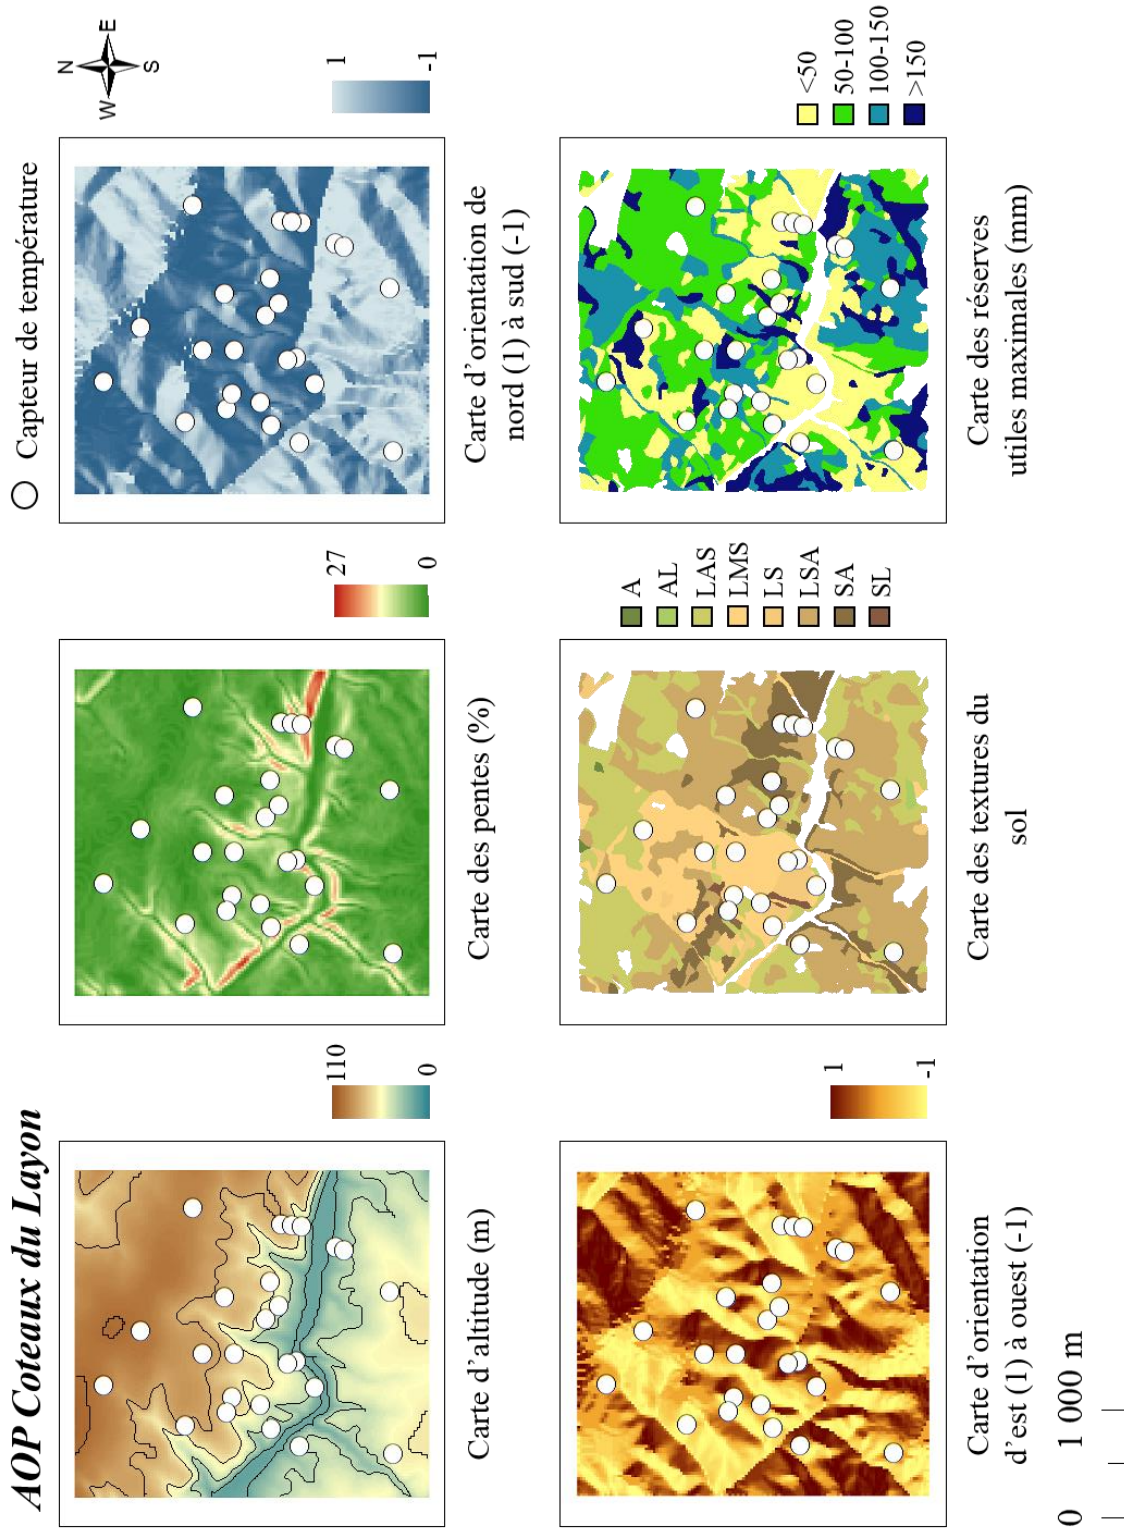 AOP Coteaux du Layon
Capteur de température
N
W
E
S
110
0
Carte d'altitude (m)
27
0
Carte des pentes (%)
1
-1
Carte d'orientation de
nord (1) à sud (-1)
1
-1
Carte d'orientation
d'est (1) à ouest (-1)
A
AL
LAS
LMS
LS
LSA
SA
SL
Carte des textures du
sol
<50
50-100
100-150
>150
Carte des réserves
utiles maximales (mm)
0
1 000 m